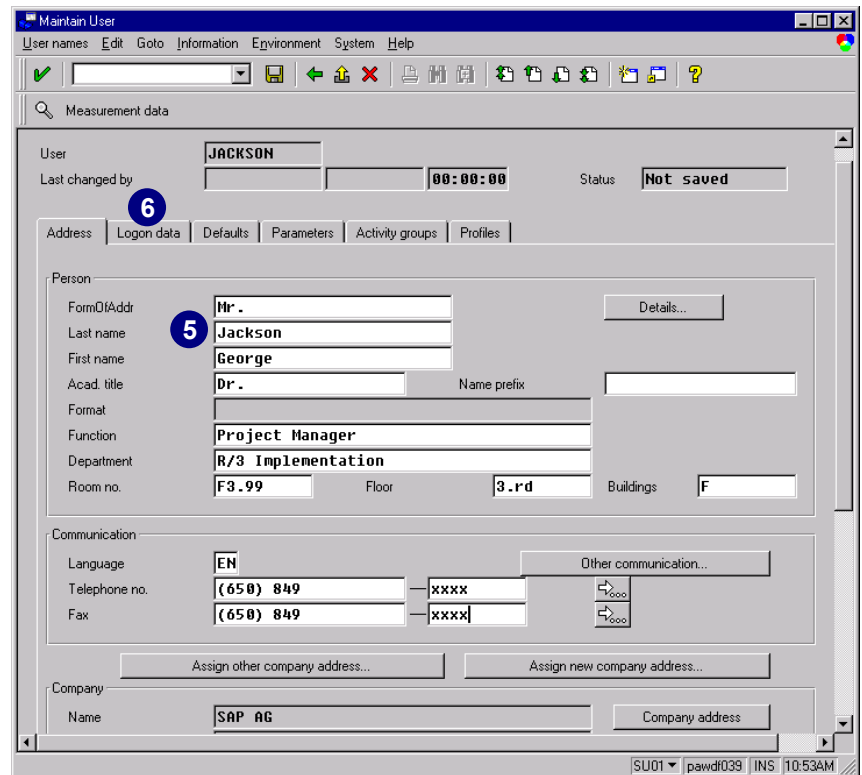 Maintain User
User names Edit Goto Information Environment System Help
Measurement data
User JACKSON
Last changed by 00:00:00 Status Not saved
6
Address Logon data Defaults Parameters Activity groups Profiles
Person
FormOfAddr Mr. Details...
5
Last name Jackson
First name George
Acad. title Dr. Name prefix
Format
Function Project Manager
Department R/3 Implementation
Room no. F3.99 Floor 3.rd Buildings F
Communication
Language EN Other communication...
Telephone no. (650) 849 — xxxx
Fax (650) 849 — xxxx
Assign other company address... Assign new company address...
Company
Name SAP AG Company address
SU01 pawdf039 INS 10:53AM